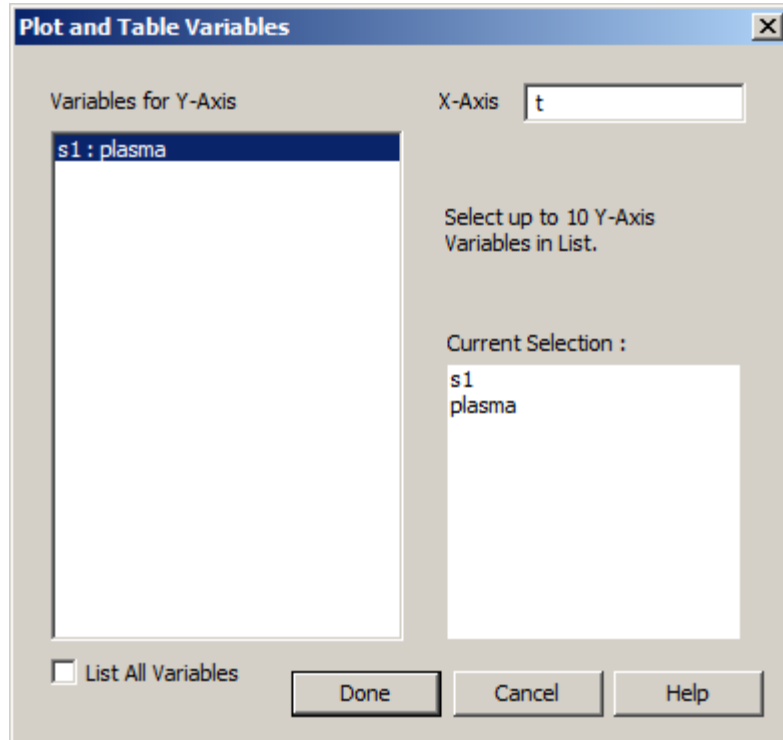 Plot and Table Variables
Variables for Y-Axis
X-Axis
t
s1 : plasma
Select up to 10 Y-Axis
Variables in List.
Current Selection :
s1
plasma
List All Variables
Done
Cancel
Help